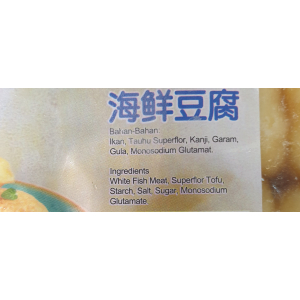 海鲜豆腐
Bahan-Bahan:
Ikan, Tauhu Superflor, Kanji, Garam,
Gula, Monosodium Glutamat.
Ingredients
White Fish Meat, Superflor Tofu,
Starch, Salt, Sugar, Monosodium
Glutamate